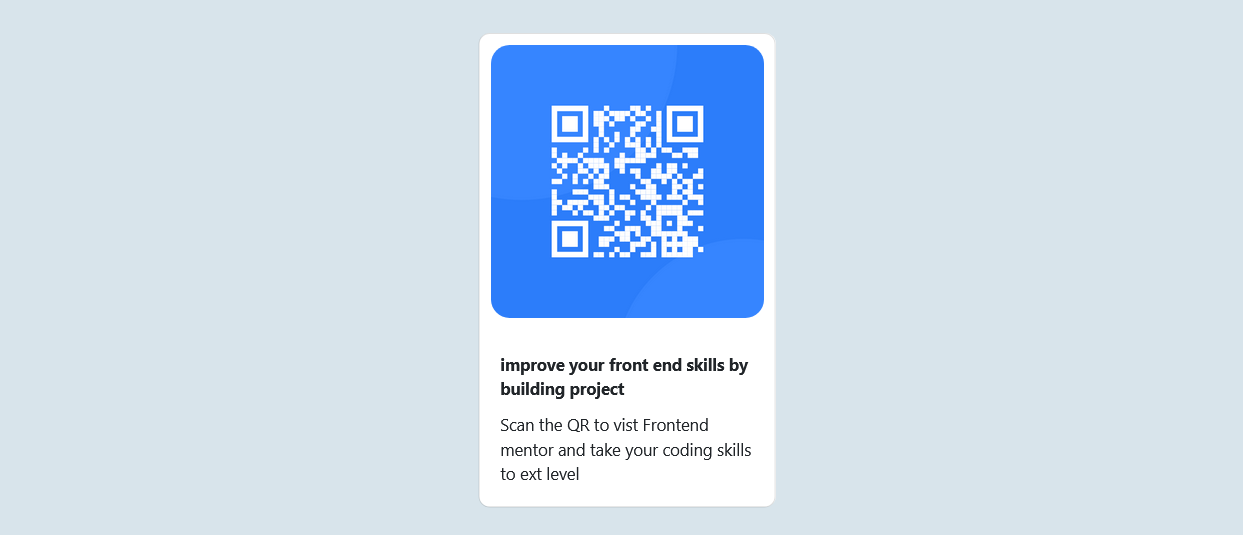 improve your front end skills by
building project
Scan the QR to vist Frontend
mentor and take your coding skills
to ext level